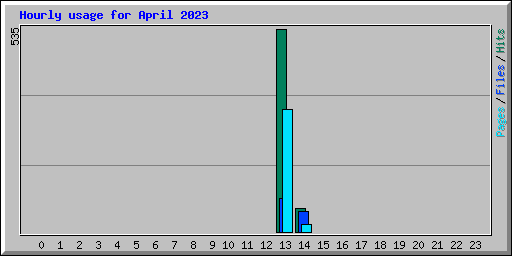 Hourly usage for April 2023
535
Pages/Files/Hits
0 1 2 3 4 5 6 7 8 9 10 11 12 13 14 15 16 17 18 19 20 21 22 23